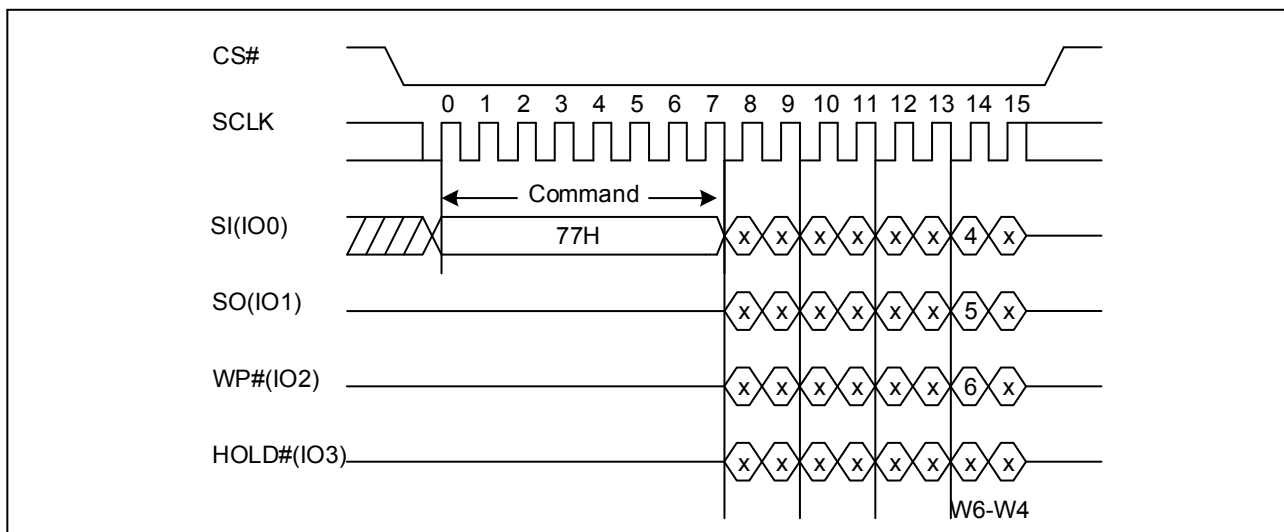 CS#
0 1 2 3 4 5 6 7 8 9 10 11 12 13 14 15
SCLK
Command
SI(IO0)
77H
x x x x x x 4 x
SO(IO1)
x x x x x x 5 x
WP#(IO2)
x x x x x x 6 x
HOLD#(IO3)
x x x x x x x x
W6-W4